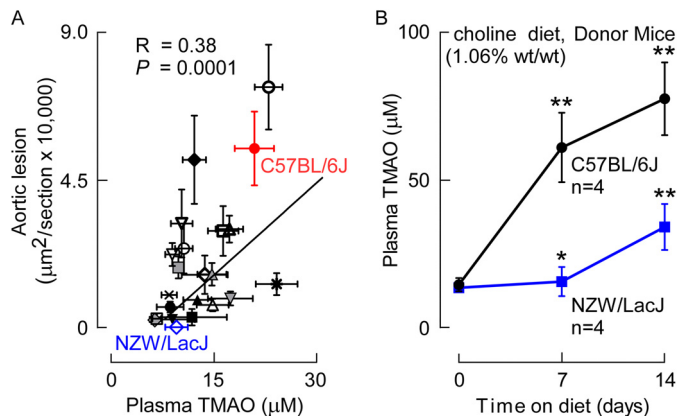 A
9.0
4.5
0
Aortic lesion
(μm2/section x 10,000)
R = 0.38
P = 0.0001
C57BL/6J
NZW/LacJ
0 15 30
Plasma TMAO (μM)
B
100
50
0
Plasma TMAO (μM)
choline diet, Donor Mice
(1.06% wt/wt)
**
**
C57BL/6J
n=4
**
*
NZW/LacJ
n=4
0 7 14
Time on diet (days)